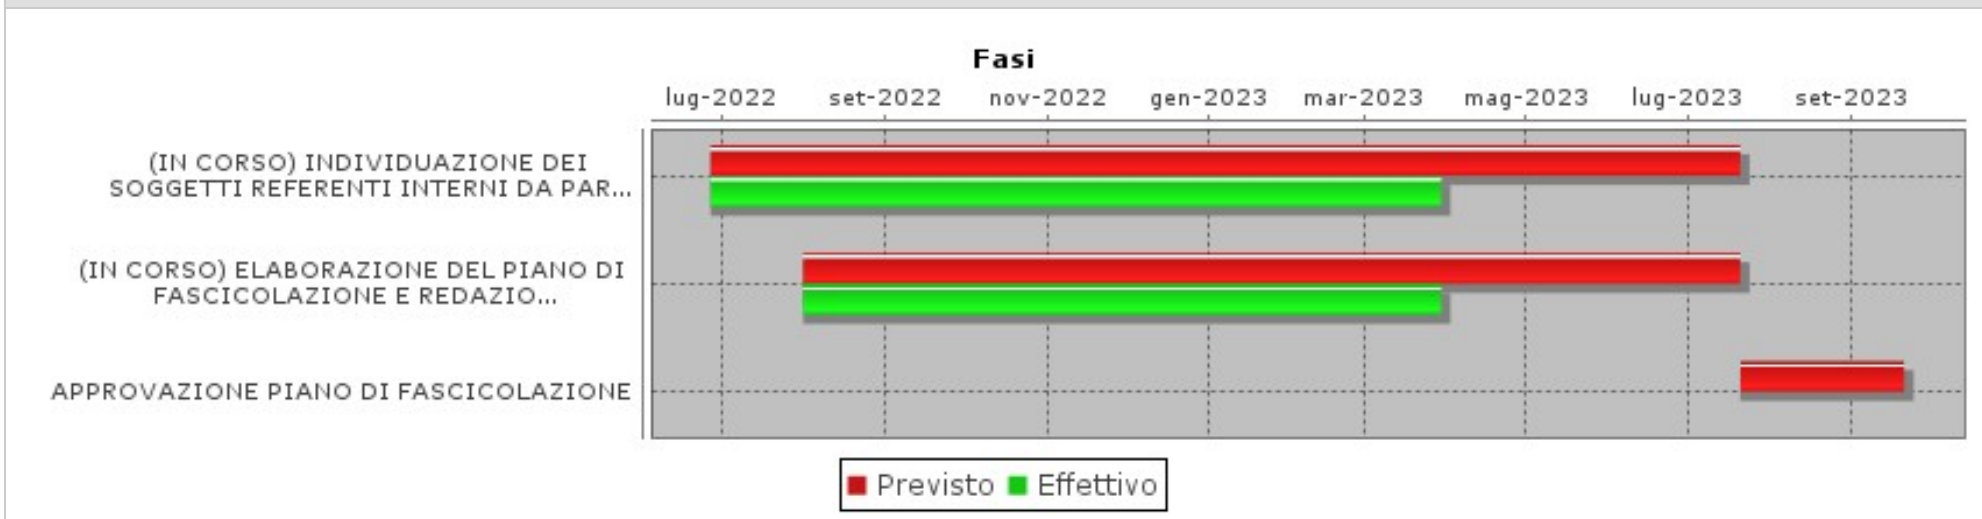 Fasi
lug-2022 set-2022 nov-2022 gen-2023 mar-2023 mag-2023 lug-2023 set-2023
(IN CORSO) INDIVIDUAZIONE DEI
SOGGETTI REFERENTI INTERNI DA PAR...
(IN CORSO) ELABORAZIONE DEL PIANO DI
FASCICOLAZIONE E REDAZIO...
APPROVAZIONE PIANO DI FASCICOLAZIONE
Previsto Effettivo